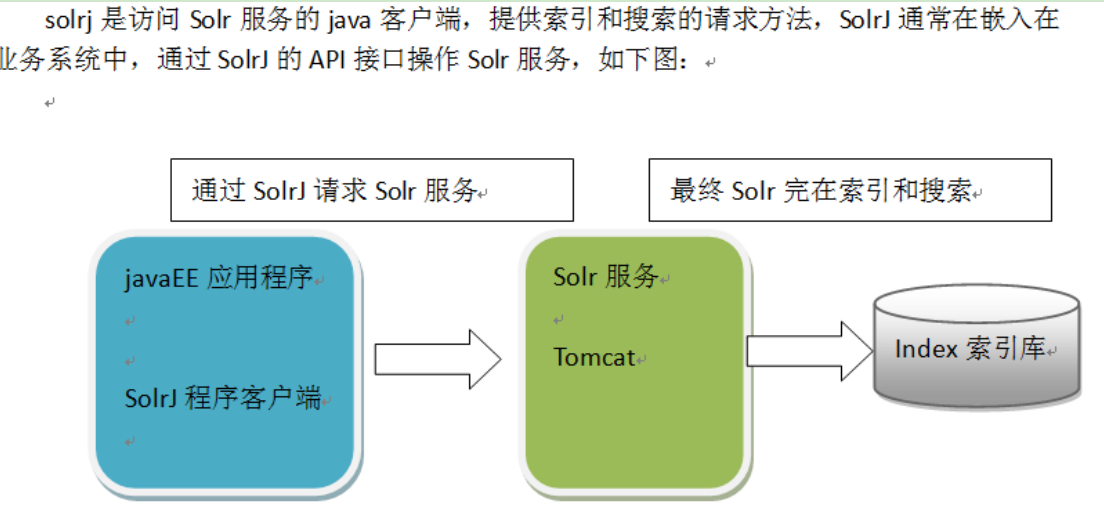 solrj 是访问 Solr 服务的 java 客户端，提供索引和搜索的请求方法，SolrJ 通常在嵌入在
业务系统中，通过 SolrJ 的 API 接口操作 Solr 服务，如下图：
通过 SolrJ 请求 Solr 服务
最终 Solr 完在索引和搜索
javaEE 应用程序
SolrJ 程序客户端
Solr 服务
Tomcat
Index 索引库